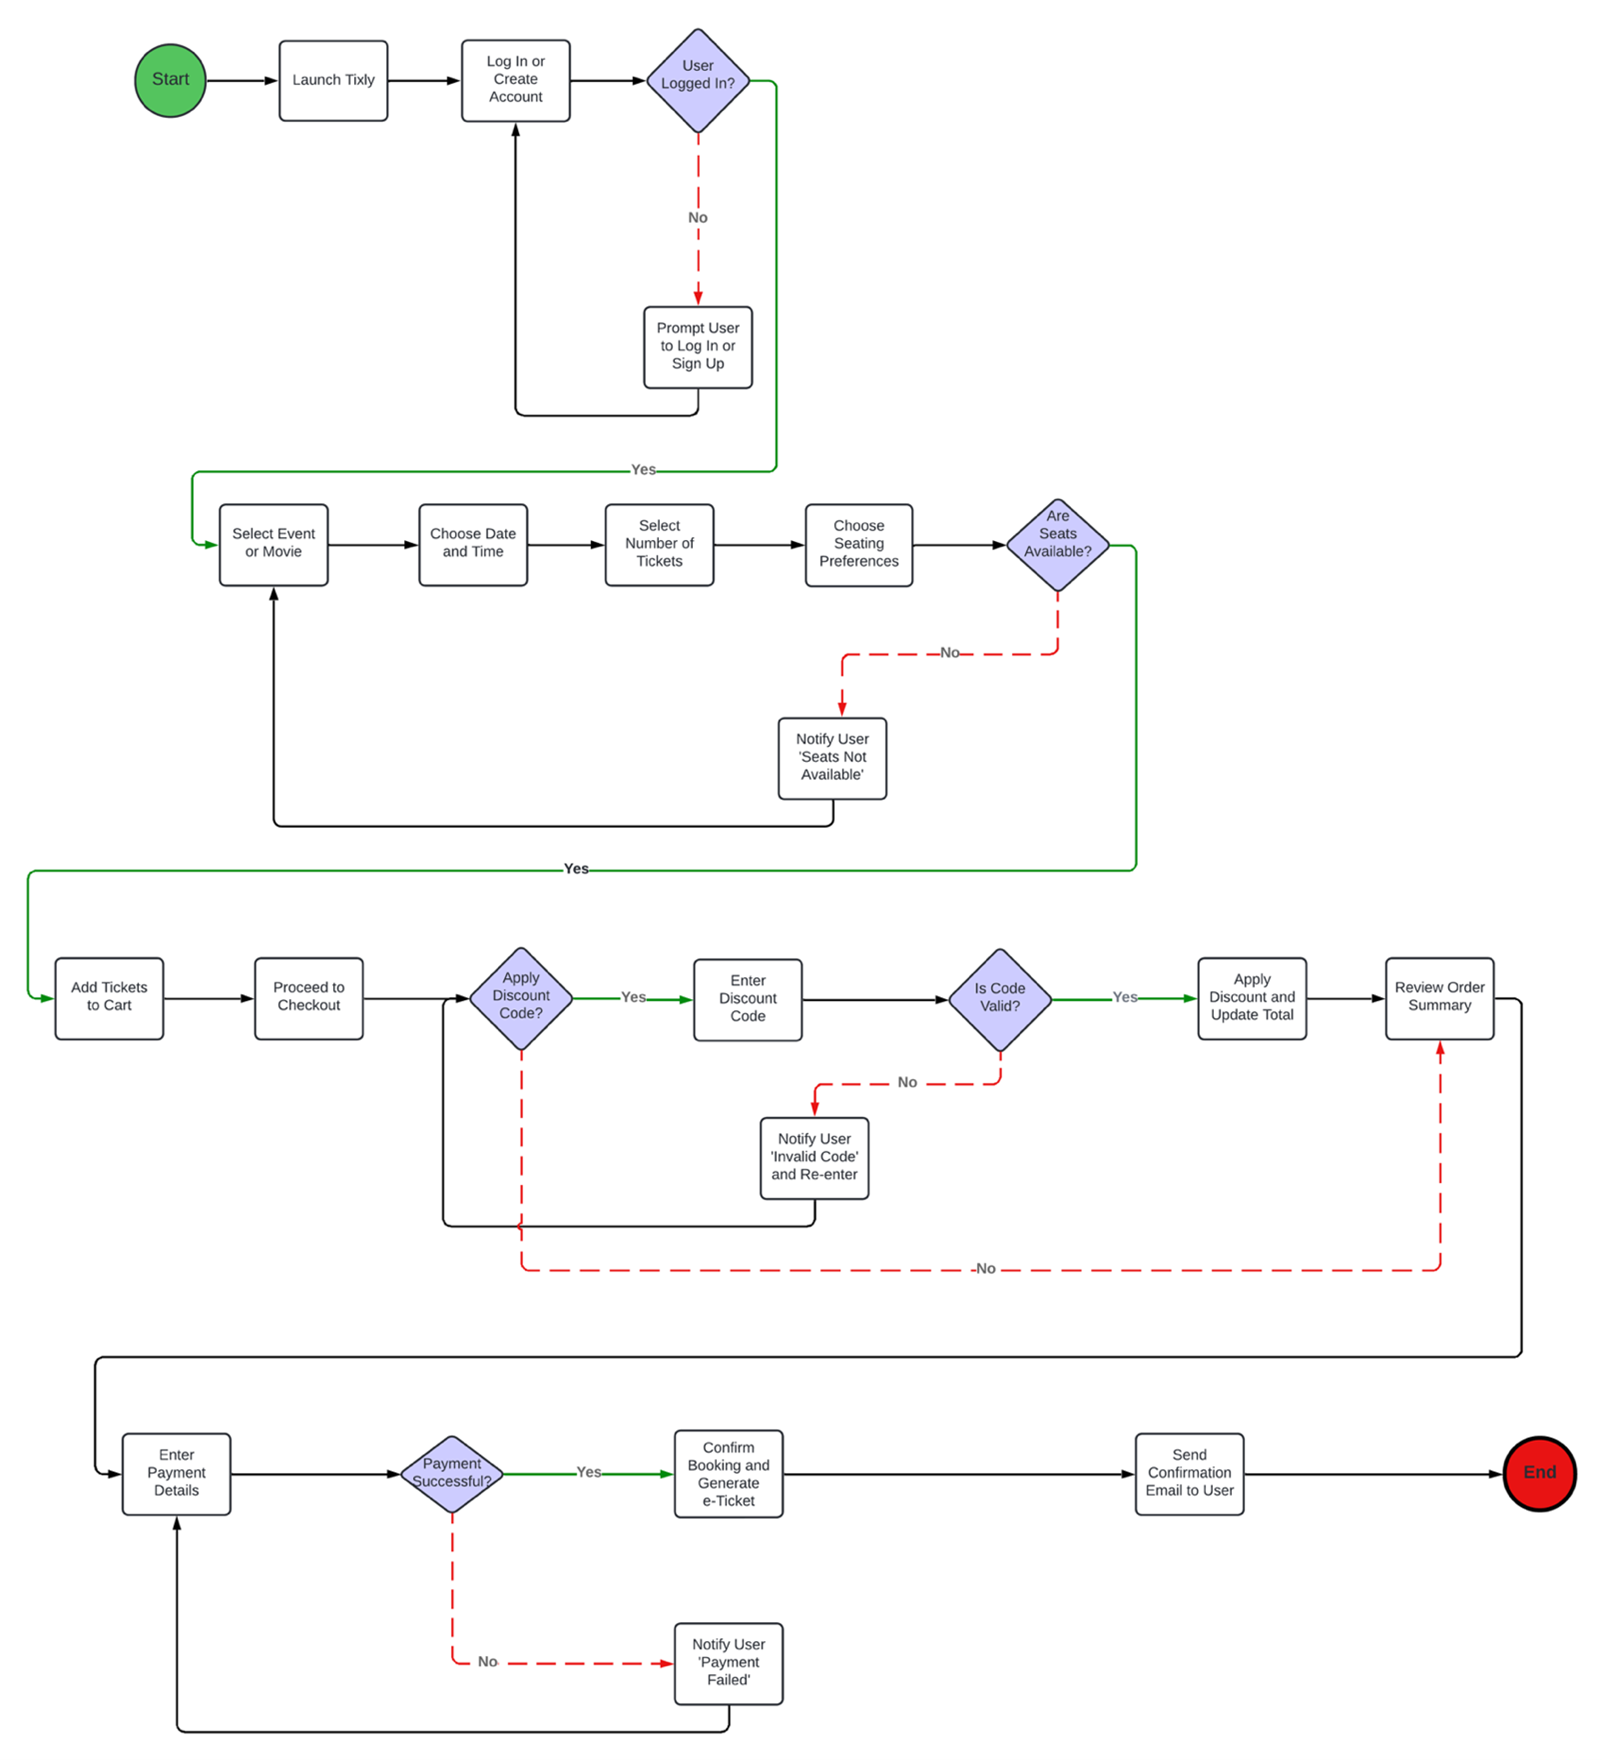 Start
Launch Tixly
Log In or
Create
Account
User
Logged In?
No
Prompt User
to Log In or
Sign Up
Yes
Select Event
or Movie
Choose Date
and Time
Select
Number of
Tickets
Choose
Seating
Preferences
Are
Seats
Available?
No
Notify User
'Seats Not
Available'
Yes
Add Tickets
to Cart
Proceed to
Checkout
Apply
Discount
Code?
Yes
Enter
Discount
Code
Is Code
Valid?
Yes
Apply
Discount and
Update Total
Review Order
Summary
No
Notify User
'Invalid Code'
and Re-enter
No
Enter
Payment
Details
Payment
Successful?
Yes
Confirm
Booking and
Generate
e-Ticket
Send
Confirmation
Email to User
End
No
Notify User
'Payment
Failed'